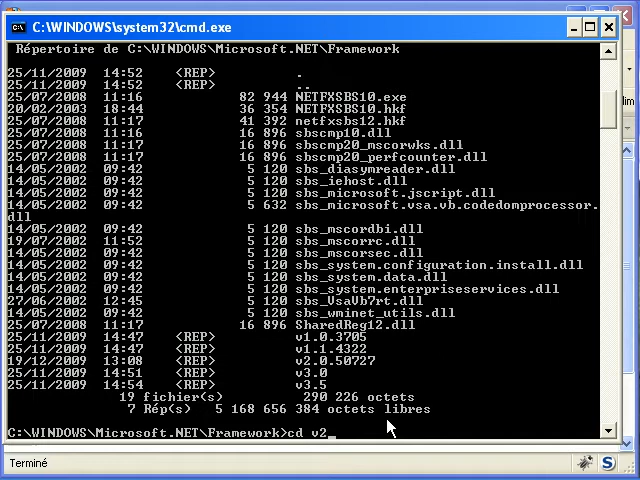 C:\WINDOWS\system32\cmd.exe
Répertoire de C:\WINDOWS\Microsoft.NET\Framework
25/11/2009 14:52 <REP> .
25/11/2009 14:52 <REP> ..
25/07/2008 11:16 82 944 NETFXSBS10.exe
20/02/2003 18:44 36 354 NETFXSBS10.hkf
25/07/2008 11:17 41 392 netfxsbs12.hkf
25/07/2008 11:16 16 896 sbscmp10.dll
25/07/2008 11:17 16 896 sbscmp20_mscorwks.dll
25/07/2008 11:17 16 896 sbscmp20_perfcounter.dll
14/05/2002 09:42 5 120 sbs_diasymreader.dll
14/05/2002 09:42 5 120 sbs_iehost.dll
14/05/2002 09:42 5 120 sbs_microsoft.jscript.dll
14/05/2002 09:42 5 632 sbs_microsoft.vsa.vb.codedomprocessor.
dll
14/05/2002 09:42 5 120 sbs_mscordbi.dll
19/07/2002 11:52 5 120 sbs_mscorrc.dll
14/05/2002 09:42 5 120 sbs_mscorsec.dll
14/05/2002 09:42 5 120 sbs_system.configuration.install.dll
14/05/2002 09:42 5 120 sbs_system.data.dll
14/05/2002 09:42 5 120 sbs_system.enterpriseservices.dll
27/06/2002 12:45 5 120 sbs_VsaVb7rt.dll
14/05/2002 09:42 5 120 sbs_wminet_utils.dll
25/07/2008 11:17 16 896 SharedReg12.dll
25/11/2009 14:47 <REP> v1.0.3705
25/11/2009 14:47 <REP> v1.1.4322
19/12/2009 13:08 <REP> v2.0.50727
25/11/2009 14:51 <REP> v3.0
25/11/2009 14:54 <REP> v3.5
19 fichier(s) 290 226 octets
7 Rép(s) 5 168 656 384 octets libres
C:\WINDOWS\Microsoft.NET\Framework>cd v2_
Terminé